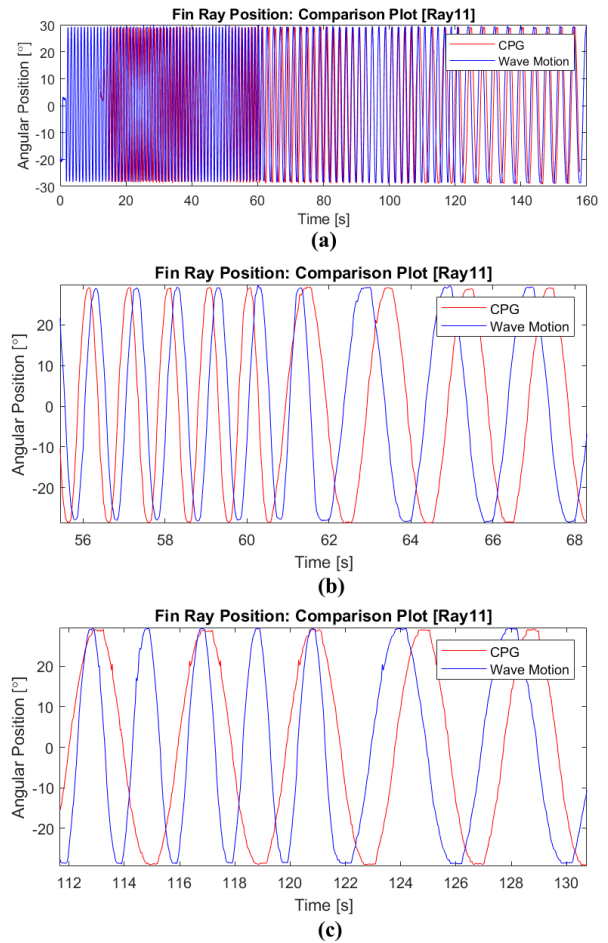 Fin Ray Position: Comparison Plot [Ray11]
30
20
10
0
-10
-20
-30
Angular Position [°]
CPG
Wave Motion
0 20 40 60 80 100 120 140 160
Time [s]
(a)
Fin Ray Position: Comparison Plot [Ray11]
20
10
0
-10
-20
Angular Position [°]
CPG
Wave Motion
56 58 60 62 64 66 68
Time [s]
(b)
Fin Ray Position: Comparison Plot [Ray11]
20
10
0
-10
-20
Angular Position [°]
CPG
Wave Motion
112 114 116 118 120 122 124 126 128 130
Time [s]
(c)